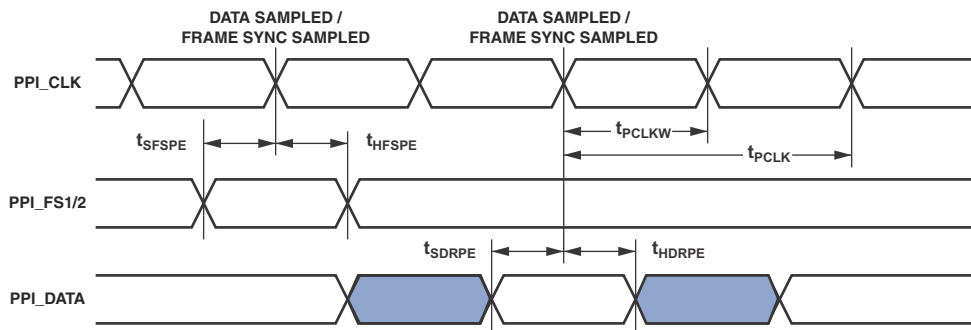 DATA SAMPLED /
FRAME SYNC SAMPLED
DATA SAMPLED /
FRAME SYNC SAMPLED
PPI_CLK
tSFSPE
tHFSPE
tPCLKW
tPCLK
PPI_FS1/2
tSDRPE
tHDRPE
PPI_DATA